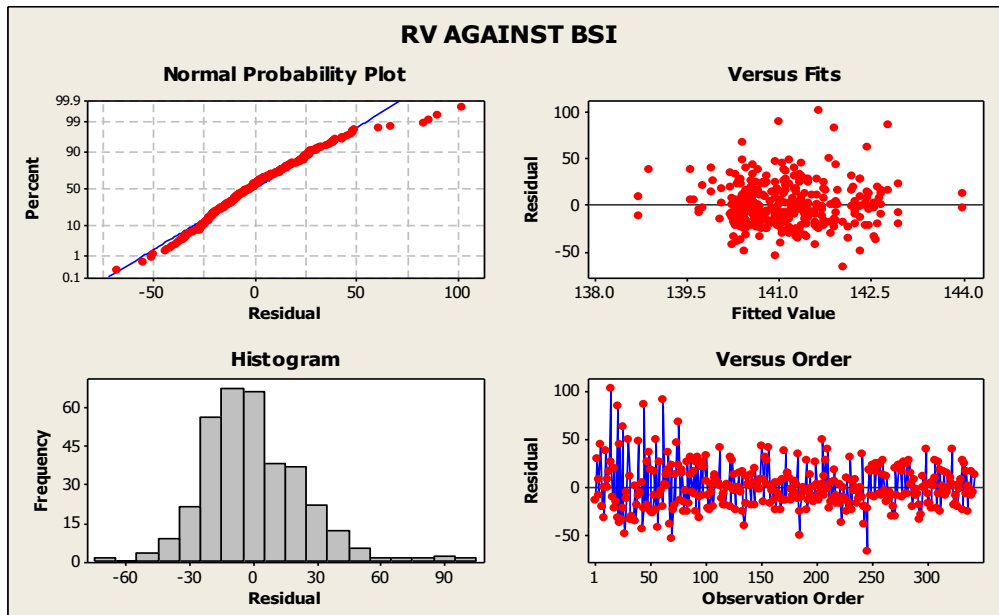 RV AGAINST BSI
Normal Probability Plot
99.9
99
90
50
10
1
0.1
Percent
-50 0 50 100
Residual
Versus Fits
100
50
0
-50
Residual
138.0 139.5 141.0 142.5 144.0
Fitted Value
Histogram
60
45
30
15
0
Frequency
-60 -30 0 30 60 90
Residual
Versus Order
100
50
0
-50
Residual
1 50 100 150 200 250 300
Observation Order